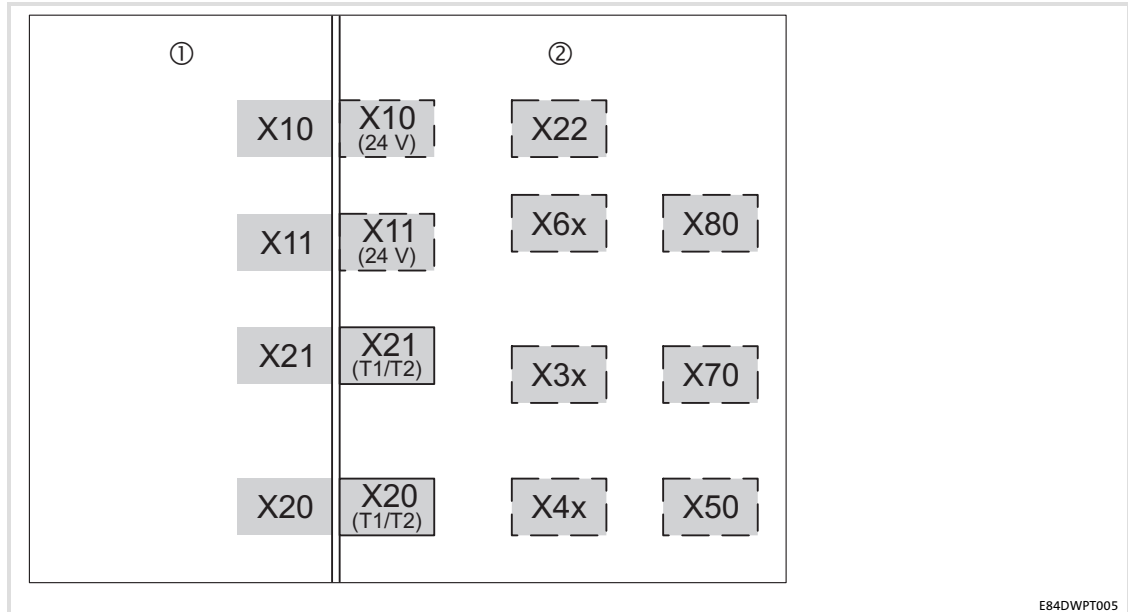 ① ②
X10 X10 X22
(24 V)
X6x X80
X11 X11
(24 V)
X21 X21
(T1/T2)
X3x X70
X20 X20 X4x X50
(T1/T2)
E84DWPT005